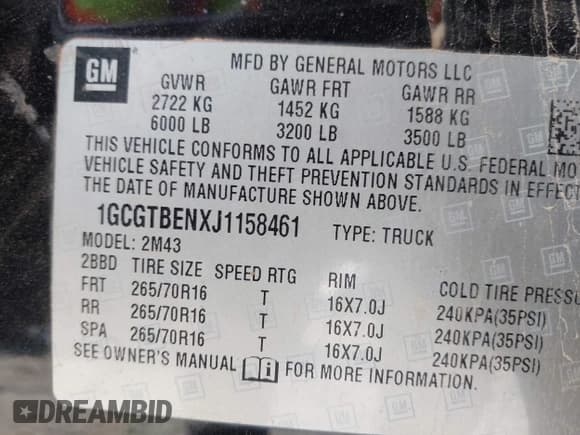 GM
MFD BY GENERAL MOTORS LLC
GVWR GAWR FRT GAWR RR
2722 KG 1452 KG 1588 KG
6000 LB 3200 LB 3500 LB
THIS VEHICLE CONFORMS TO ALL APPLICABLE U.S. FEDERAL MO
VEHICLE SAFETY AND THEFT PREVENTION STANDARDS IN EFFECT
THE DATE OF MANUFACTURE SHOWN ABOVE.
1GCGTBENXJ1158461 TYPE: TRUCK
MODEL: 2M43
2BBD TIRE SIZE SPEED RTG RIM COLD TIRE PRESSU
FRT 265/70R16 T 16X7.0J 240KPA(35PSI)
RR 265/70R16 T 16X7.0J 240KPA(35PSI)
SPA 265/70R16 T 16X7.0J 240KPA(35PSI)
SEE OWNER'S MANUAL FOR MORE INFORMATION.
DREAMBID